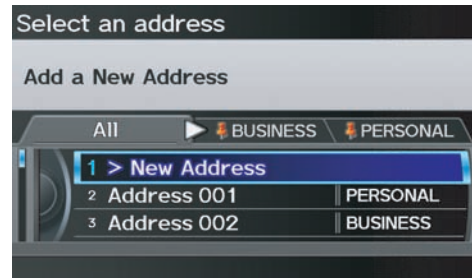 Select an address
Add a New Address
All BUSINESS PERSONAL
1 > New Address
2 Address 001 PERSONAL
3 Address 002 BUSINESS